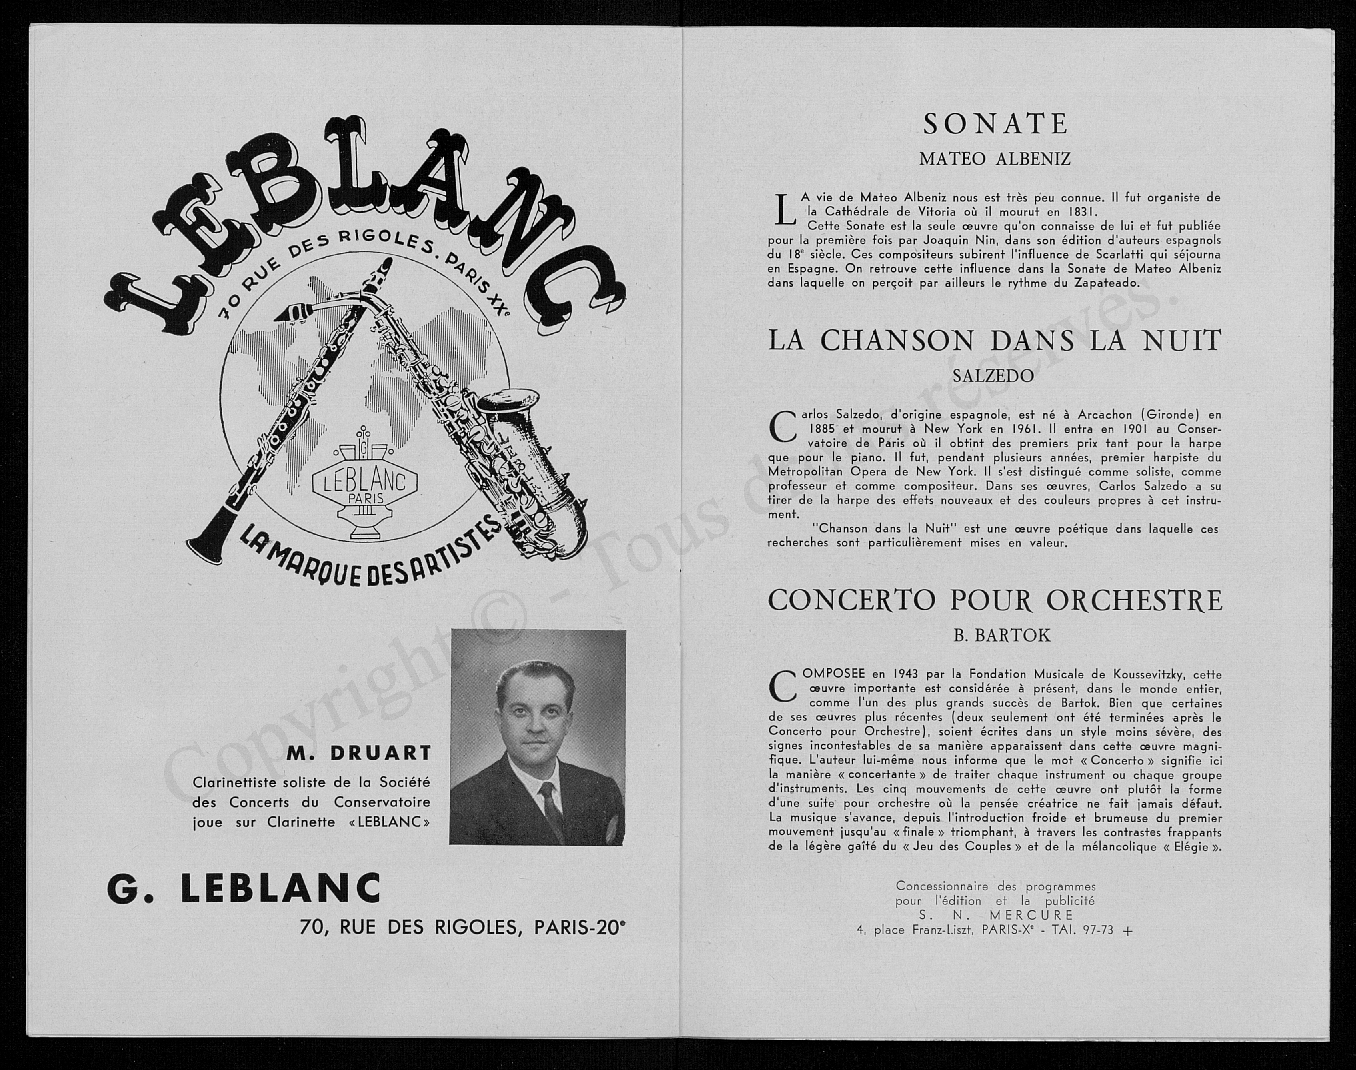 LEBLANC
70 RUE DES RIGOLES. PARIS XXe
LEBLANC
PARIS
LA MARQUE DES ARTISTES
M. DRUART
Clarinettiste soliste de la Société
des Concerts du Conservatoire
joue sur Clarinette «LEBLANC»
G. LEBLANC
70, RUE DES RIGOLES, PARIS-20e
SONATE
MATEO ALBENIZ
LA vie de Mateo Albeniz nous est très peu connue. Il fut organiste de
la Cathédrale de Vitoria où il mourut en 1831.
Cette Sonate est la seule œuvre qu'on connaisse de lui et fut publiée
pour la première fois par Joaquin Nin, dans son édition d'auteurs espagnols
du 18e siècle. Ces compositeurs subirent l'influence de Scarlatti qui séjourna
en Espagne. On retrouve cette influence dans la Sonate de Mateo Albeniz
dans laquelle on perçoit par ailleurs le rythme du Zapateado.
LA CHANSON DANS LA NUIT
SALZEDO
Carlos Salzedo, d'origine espagnole, est né à Arcachon (Gironde) en
1885 et mourut à New York en 1961. Il entra en 1901 au Conser-
vatoire de Paris où il obtint des premiers prix tant pour la harpe
que pour le piano. Il fut, pendant plusieurs années, premier harpiste du
Metropolitan Opera de New York. Il s'est distingué comme soliste, comme
professeur et comme compositeur. Dans ses œuvres, Carlos Salzedo a su
tirer de la harpe des effets nouveaux et des couleurs propres à cet instru-
ment.
"Chanson dans la Nuit" est une œuvre poétique dans laquelle ces
recherches sont particulièrement mises en valeur.
CONCERTO POUR ORCHESTRE
B. BARTOK
COMPOSEE en 1943 par la Fondation Musicale de Koussevitzky, cette
œuvre importante est considérée à présent, dans le monde entier,
comme l'un des plus grands succès de Bartok. Bien que certaines
de ses œuvres plus récentes (deux seulement ont été terminées après le
Concerto pour Orchestre), soient écrites dans un style moins sévère, des
signes incontestables de sa manière apparaissent dans cette œuvre magni-
fique. L'auteur lui-même nous informe que le mot «Concerto» signifie ici
la manière «concertante» de traiter chaque instrument ou chaque groupe
d'instruments. Les cinq mouvements de cette œuvre ont plutôt la forme
d'une suite pour orchestre où la pensée créatrice ne fait jamais défaut.
La musique s'avance, depuis l'introduction froide et brumeuse du premier
mouvement jusqu'au «finale» triomphant, à travers les contrastes frappants
de la légère gaîté du «Jeu des Couples» et de la mélancolique «Elégie».
Concessionnaire des programmes
pour l'édition et la publicité
S. N. MERCURE
4, place Franz-Liszt, PARIS-Xe - TAI. 97-73 +
Copyright © - Tous droits réservés.